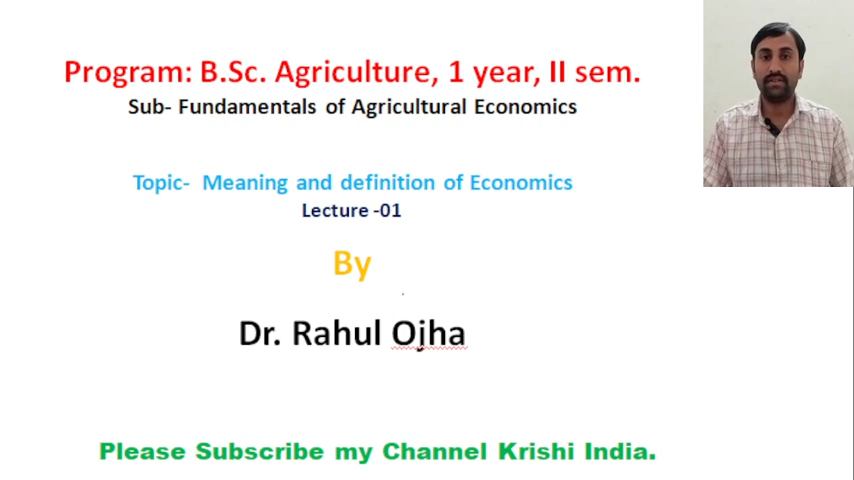 Program: B.Sc. Agriculture, 1 year, II sem.
Sub- Fundamentals of Agricultural Economics
Topic- Meaning and definition of Economics
Lecture -01
By
Dr. Rahul Ojha
Please Subscribe my Channel Krishi India.